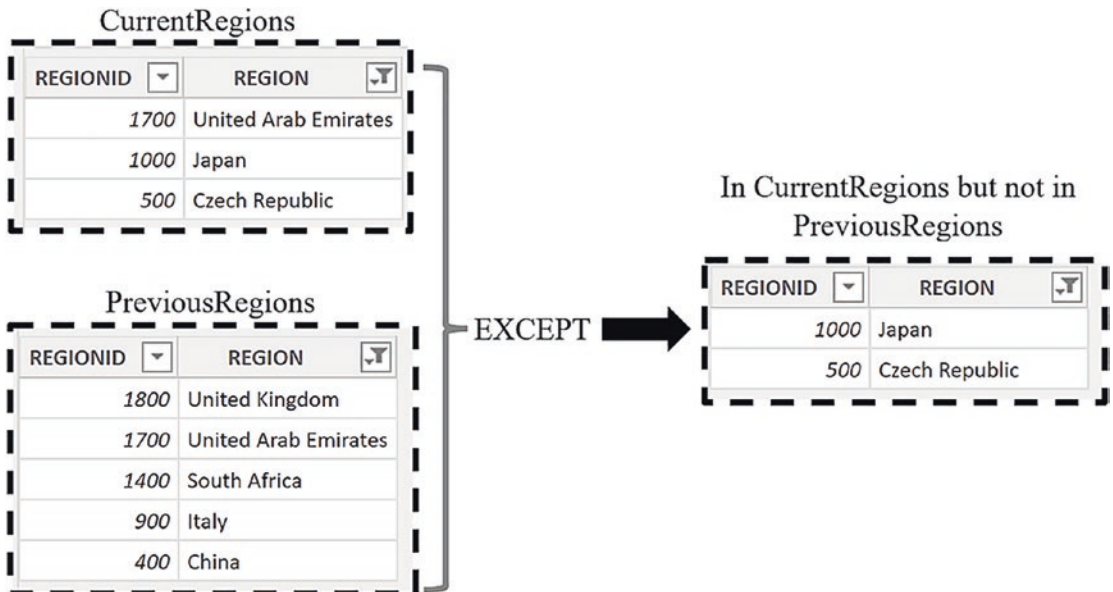 CurrentRegions
REGIONID REGION
1700 United Arab Emirates
1000 Japan
500 Czech Republic
PreviousRegions
REGIONID REGION
1800 United Kingdom
1700 United Arab Emirates
1400 South Africa
900 Italy
400 China
EXCEPT
In CurrentRegions but not in
PreviousRegions
REGIONID REGION
1000 Japan
500 Czech Republic